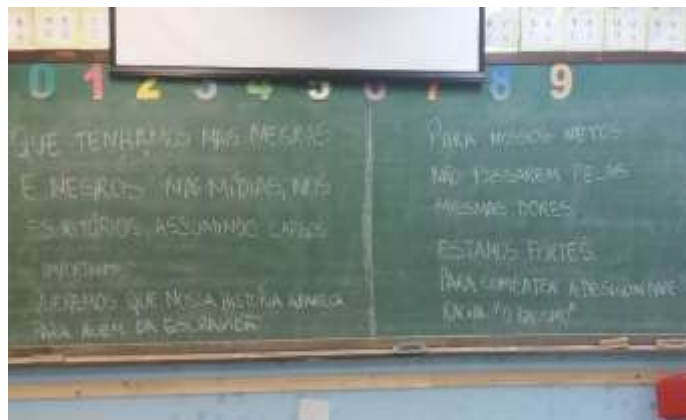 0 1 2 3 4 5 6 7 8 9
QUE TENHAMOS MAIS NEGRAS
E NEGROS NAS MÍDIAS, NOS
ESCRITÓRIOS, ASSUMINDO CARGOS
IMPORTANTES
QUEREMOS QUE NOSSA HISTÓRIA APAREÇA
PARA ALÉM DA ESCRAVIDÃO
PARA NOSSOS NETOS
NÃO PASSAREM PELAS
MESMAS DORES.
ESTAMOS FORTES
PARA COMBATER A DESIGUALDADE
RACIAL "O RACISMO"